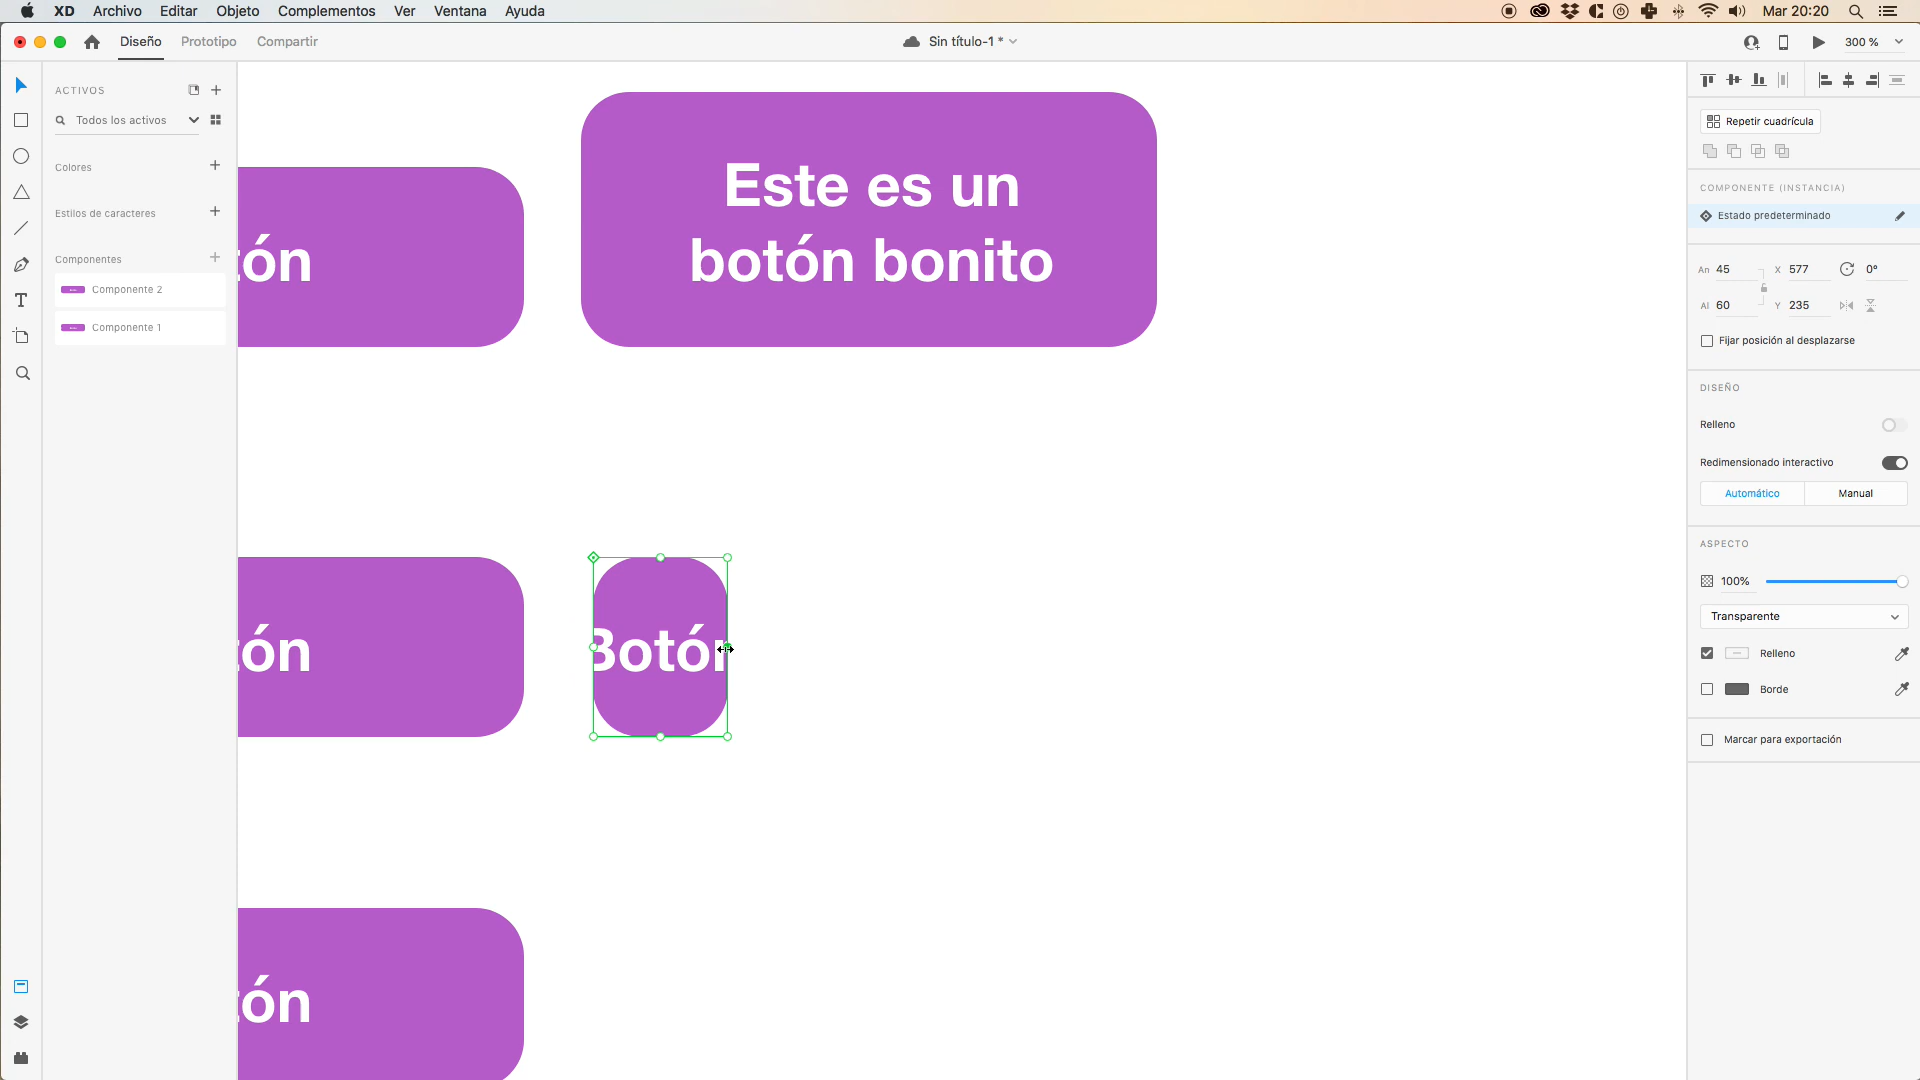 XD Archivo Editar Objeto Complementos Ver Ventana Ayuda
Mar 20:20
Diseño Prototipo Compartir
Sin título-1 *
300 %
ACTIVOS
Todos los activos
Colores
Estilos de caracteres
Componentes
Componente 2
Componente 1
tón
Este es un
botón bonito
tón
Botón
tón
Repetir cuadrícula
COMPONENTE (INSTANCIA)
Estado predeterminado
An 45 X 577 0°
Al 60 Y 235
Fijar posición al desplazarse
DISEÑO
Relleno
Redimensionado interactivo
Automático Manual
ASPECTO
100%
Transparente
Relleno
Borde
Marcar para exportación